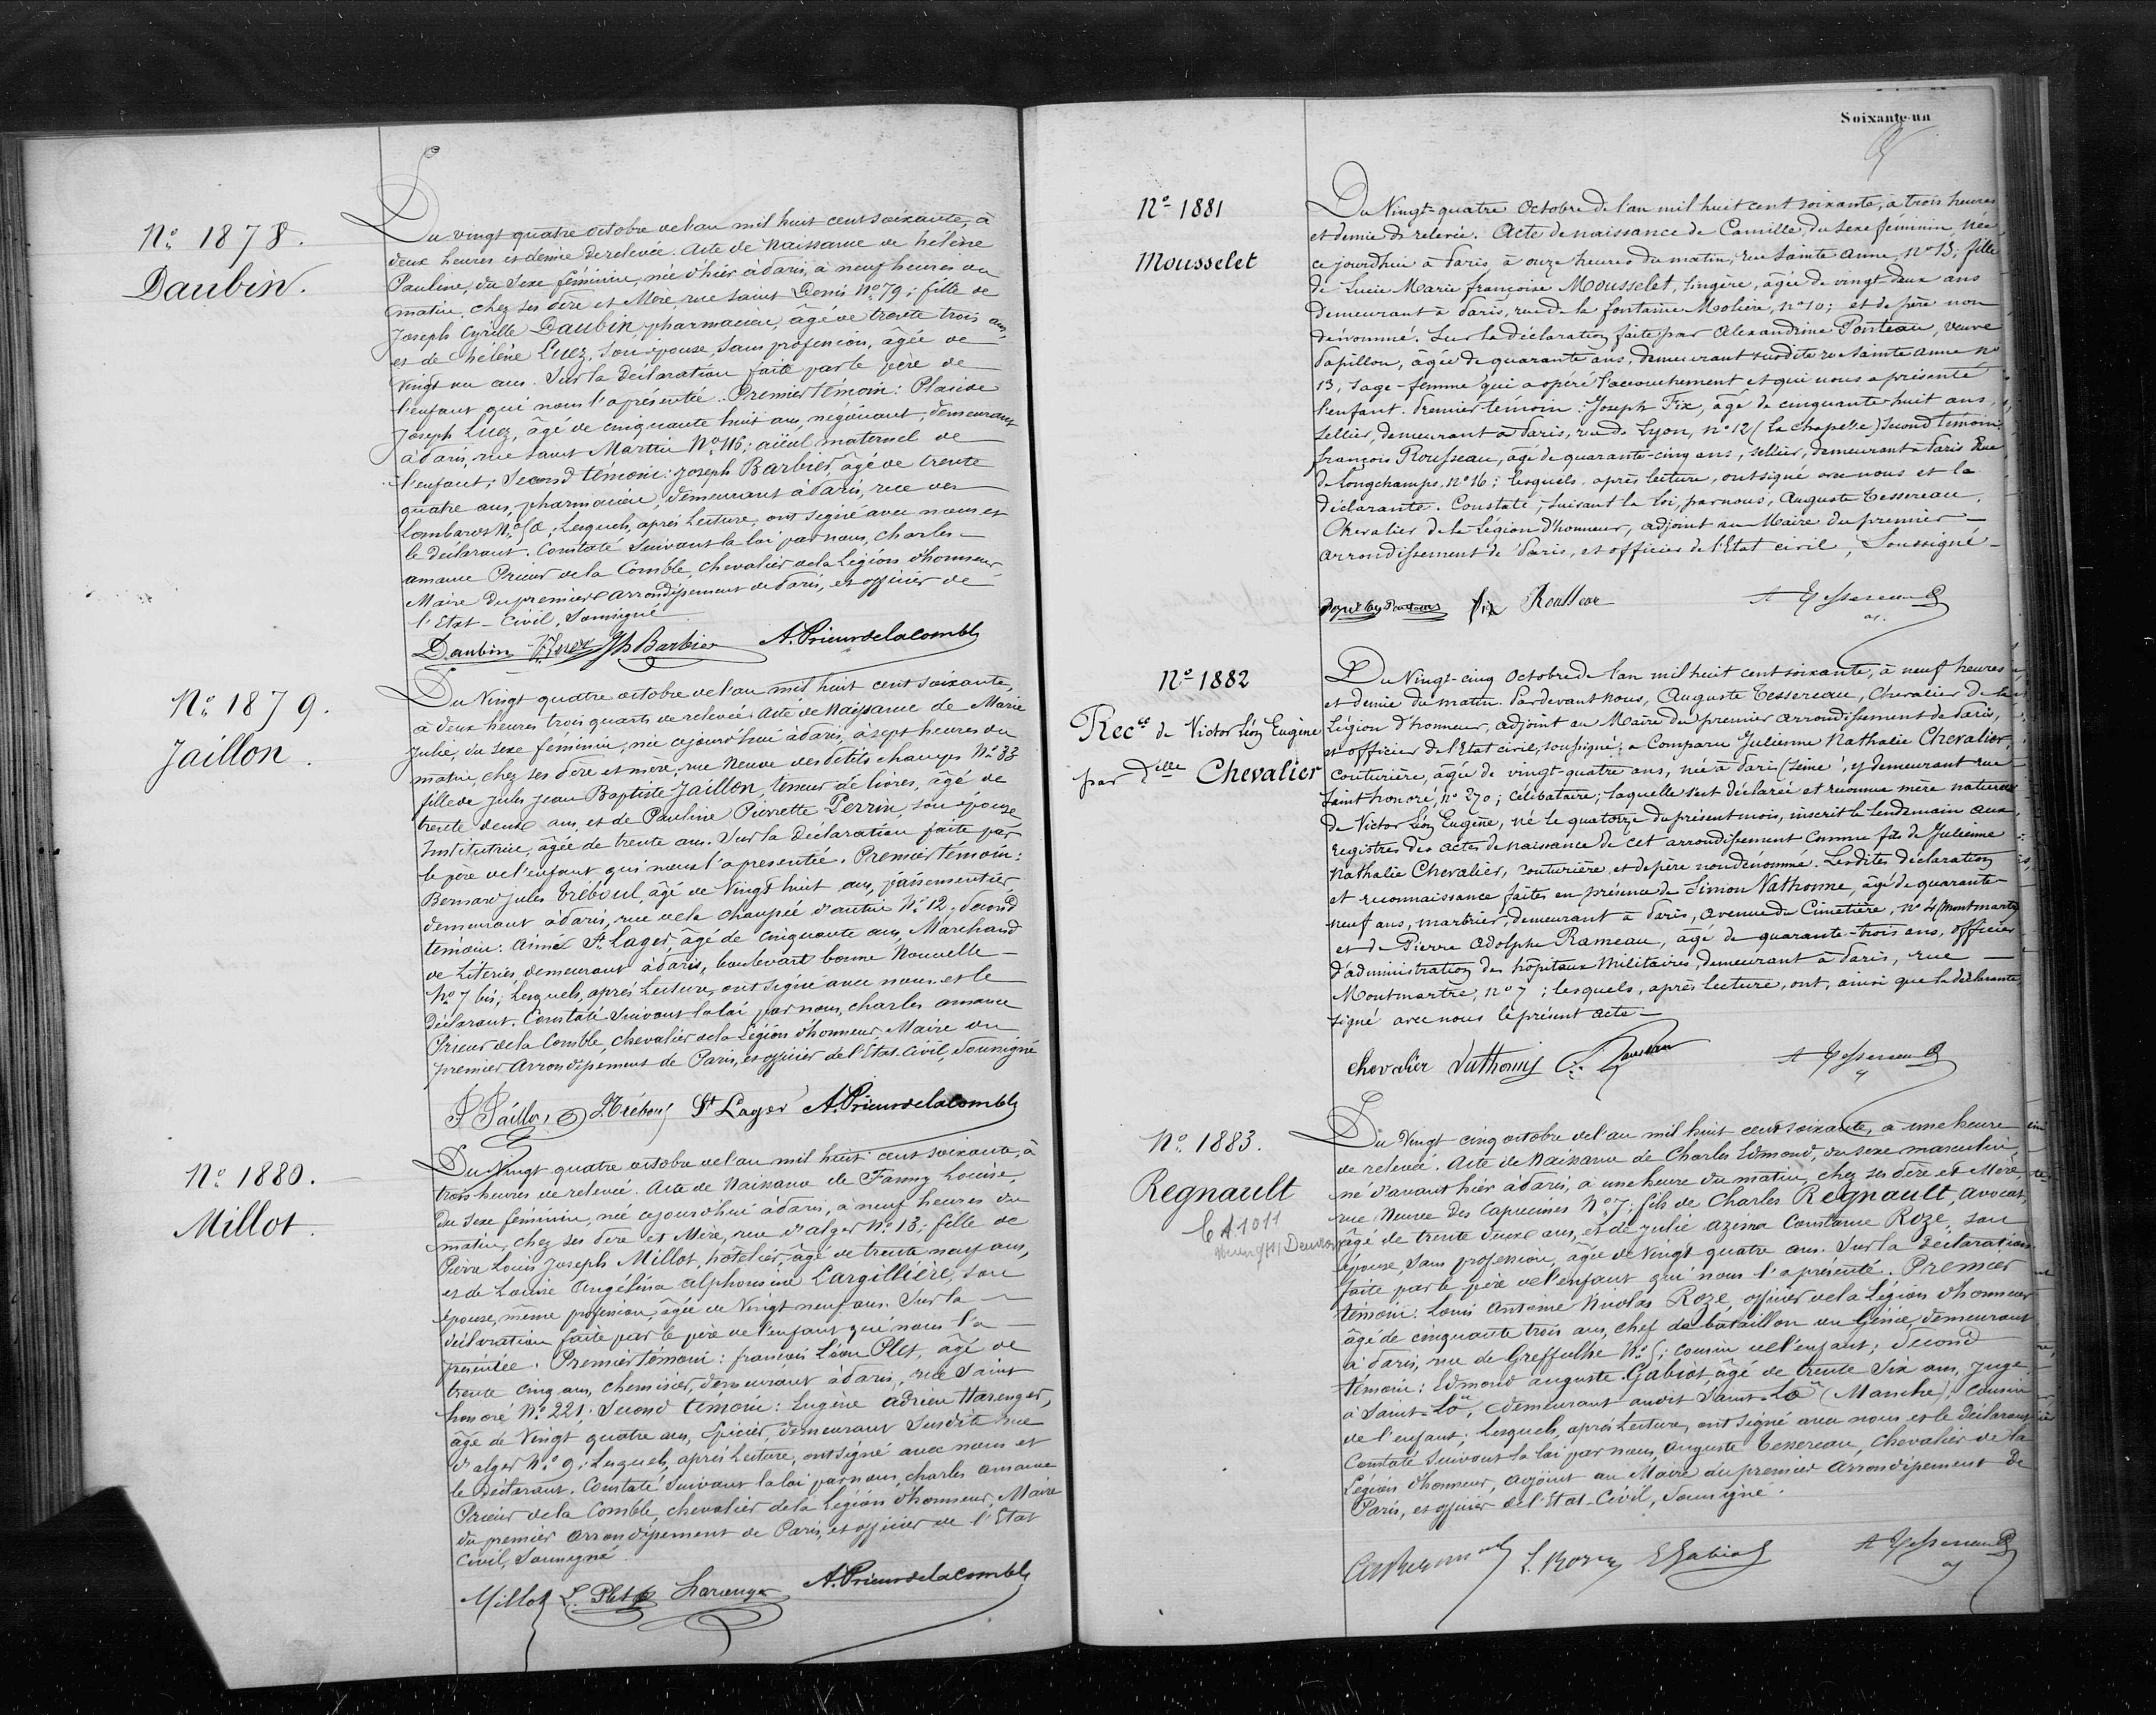 Nº 1878.
Daubin.
Du vingt quatre octobre de l'an mil huit cent soixante, à
deux heures et demie de relevée. Acte de Naissance de hélène
Pauline, du Sexe féminin, née d'hier à Paris, à neuf heures du
matin, chez ses Père et Mère rue Saint Denis Nº 79; fille de
Joseph Cyrille Daubin, pharmacien, âgé de trente trois ans,
et de hélène Luez, son épouse, sans profession, âgée de
vingt un ans. Sur la Déclaration faite par le père de
l'enfant qui nous l'a présentée. Premier témoin: Placide
Joseph Luez, âgé de cinquante huit ans, négociant, demeurant
à Paris, rue Saint Martin Nº 116; aïeul maternel de
l'enfant; Second témoin: Joseph Barbier, âgé de trente
quatre ans, pharmacien, demeurant à Paris, rue des
Lombards Nº; Lesquels, après Lecture, ont signé avec nous et
le déclarant. Constaté Suivant la loi par nous, Charles
amance Prieur de la Comble, chevalier de la Légion d'honneur
Maire du premier arrondissement de Paris, et officier de
l'Etat-Civil, Soussigné
Daubin Luez Jh Barbier A. Prieur de la comble
Nº 1879.
Jaillon.
Du Vingt quatre octobre de l'an mil huit cent soixante,
à deux heures trois quarts de relevée. Acte de Naissance de Marie
Julie, du sexe féminin, née cejourd'hui à Paris, à sept heures du
matin, chez ses Père et mère, rue Neuve des Petits champs Nº 33
fille de Jules Jean Baptiste Jaillon, teneur de livres, âgé de
trente deux ans, et de Pauline Pierrette Perrin, son épouse
Institutrice, âgée de trente ans. Sur la Déclaration faite par
le père de l'enfant qui nous l'a présentée. Premier témoin:
Bernard Jules Tréboul, âgé de Vingt huit ans, passementier
demeurant à Paris, rue de la chaussée d'antin Nº 12. Second
témoin: Aimé St Lager, âgé de cinquante ans, Marchand
de Literies, demeurant à Paris, boulevart bonne Nouvelle
Nº 7 bis; Lesquels, après Lecture, ont signé avec nous et le
Déclarant. Constaté Suivant la loi par nous, Charles amance
Prieur de la Comble, chevalier de la Légion d'honneur, Maire du
premier Arrondissement de Paris, et officier de l'Etat-Civil, Soussigné
J Jaillon J. Tréboul St Lager A. Prieur de la comble
Nº 1880.
Millot.
Du Vingt quatre octobre de l'an mil huit cent soixante, à
trois heures de relevée. Acte de Naissance de Fanny Louise,
du sexe féminin, née cejourd'hui à Paris, à neuf heures du
matin, chez ses Père et Mère, rue d'alger Nº 13; fille de
Pierre Louis Joseph Millot, hôtelier, âgé de trente neuf ans,
et de Louise Angélina alphonsine Largillière, son
épouse, même profession, âgée de Vingt neuf ans. Sur la
déclaration faite par le père de l'enfant qui nous l'a
présentée. Premier témoin: françois Léon Plet, âgé de
trente cinq ans, chemisier, demeurant à Paris, rue Saint
honoré Nº 221. Second témoin: Eugène Adrien Harenger,
âgé de Vingt quatre ans, Epicier, demeurant Susdite rue
d'alger Nº 9; Lesquels, après Lecture, ont signé avec nous et
le Déclarant. Constaté Suivant la loi par nous, Charles amance
Prieur de la Comble, chevalier de la Légion d'honneur, Maire
du premier arrondissement de Paris, et officier de l'Etat
Civil, Soussigné.
Millot L. Plet Harenger A. Prieur de la comble
Soixante-un
Nº 1881
Mousselet
Du Vingt-quatre Octobre de l'an mil huit cent soixante, à trois heures
et demie de relevée. Acte de naissance de Camille, du sexe féminin, née
ce jourd'hui à Paris, à onze heures du matin, rue Sainte Anne, nº 13; fille
de Lucie Marie françoise Mousselet, lingère, âgée de vingt-deux ans
demeurant à Paris, rue de la fontaine Molière, nº 10; et de père non
dénommé. Sur la déclaration faite par Alexandrine Ponteau, veuve
Papillon, âgée de quarante ans, demeurant susdite rue Sainte Anne nº
13, Sage-femme qui a opéré l'accouchement et qui nous a présenté
l'enfant. Premier témoin: Joseph Fix, âgé de cinquante-huit ans,
Sellier, demeurant à Paris, rue de Lyon, nº 12 (La Chapelle) Second témoin,
françois Rousseau, âgé de quarante-cinq ans, Sellier, demeurant à Paris Rue
de Longchamps, nº 16; lesquels, après lecture, ont signé avec nous et la
déclarante. Constaté, suivant la loi, par nous, Auguste Tessereau,
Chevalier de la Légion d'honneur, adjoint au Maire du premier
arrondissement de Paris, et officier de l'Etat civil, Soussigné
Fix Rousseau A Tessereau
Nº 1882
Recce de Victor Léon Eugène
par Dlle Chevalier
Du Vingt-cinq Octobre de l'an mil huit cent soixante, à neuf heures
et demie du matin. Pardevant nous, Auguste Tessereau, Chevalier de la
Légion d'honneur, adjoint au Maire du premier arrondissement de Paris,
et officier de l'Etat civil, soussigné; a Comparu Julienne Nathalie Chevalier,
Couturière, âgée de vingt-quatre ans, née à Paris (Seine), y demeurant rue
Saint honoré, nº 270; célibataire; laquelle s'est déclarée et reconnue mère naturelle
de Victor Léon Eugène, né le quatorze du présent mois, inscrit le lendemain aux
Registres des actes de naissance de cet arrondissement comme fils de Julienne
Nathalie Chevalier, couturière, et de père non dénommé. Lesdites déclaration
et reconnaissance faites en présence de Simon Vathonne, âgé de quarante-
neuf ans, marbrier, demeurant à Paris, avenue du Cimetière, nº 4 (Montmartre)
et de Pierre Adolphe Rameau, âgé de quarante-trois ans, officier
d'administration des hôpitaux Militaires, demeurant à Paris, rue
Montmartre, nº 7; lesquels, après lecture, ont, ainsi que la déclarante,
signé avec nous le présent acte
Chevalier Vathonne Rameau A Tessereau
Nº 1883.
Regnault
Du Vingt cinq octobre de l'an mil huit cent soixante, à une heure
de relevée. Acte de Naissance de Charles Edmond, du sexe masculin,
né d'avant hier à Paris, à une heure du matin, chez ses Père et Mère,
rue Neuve des Capucines Nº 7; fils de Charles Regnault, avocat,
âgé de trente deux ans, et de Julie azema Constance Roze, son
épouse, sans profession, âgée de Vingt quatre ans. Sur la Déclaration
faite par le père de l'enfant qui nous l'a présenté. Premier
témoin: Louis Antoine Nicolas Roze, officier de la Légion d'honneur
âgé de cinquante trois ans, chef de bataillon du Génie, demeurant
à Paris, rue de Greffulhe Nº; cousin de l'enfant; Second
témoin: Edmond auguste Gabiot, âgé de trente Six ans, juge
à Saint-Lô, demeurant audit Saint-Lô (Manche), Cousin
de l'enfant; Lesquels, après Lecture, ont signé avec nous et le Déclarant
Constaté Suivant la loi par nous, Auguste Tessereau, chevalier de la
Légion d'honneur, adjoint au Maire du premier Arrondissement de
Paris, et officier de l'Etat-Civil, Soussigné.
L. Roze E Gabiot A Tessereau